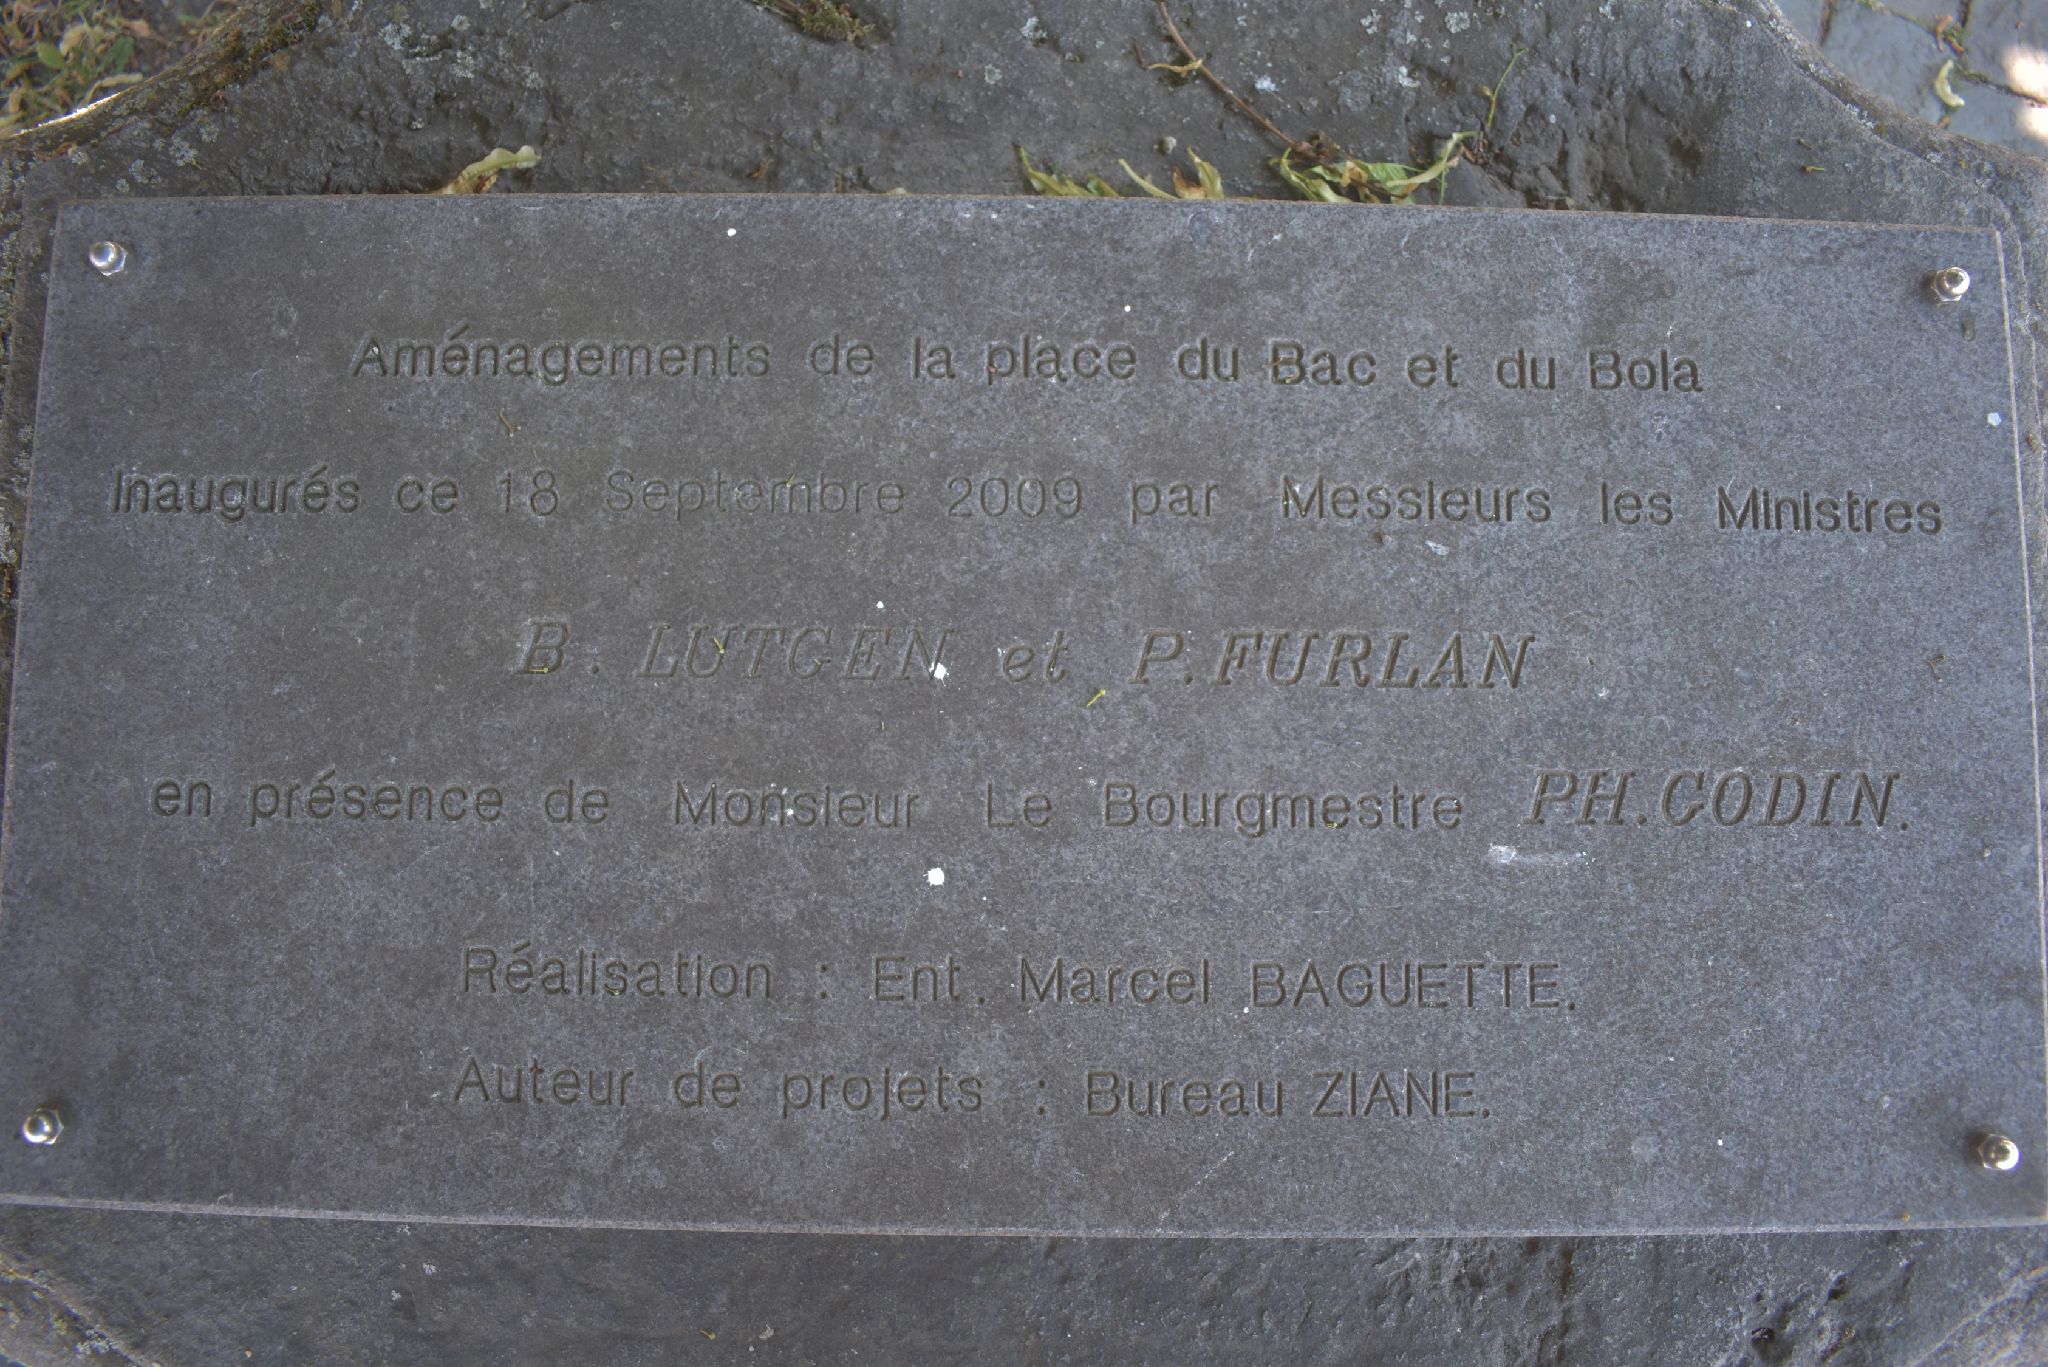 Aménagements de la place du Bac et du Bola
Inaugurés ce 18 Septembre 2009 par Messieurs les Ministres
B. LUTGEN et P.FURLAN
en présence de Monsieur Le Bourgmestre PH.GODIN.
Réalisation : Ent. Marcel BAGUETTE.
Auteur de projets : Bureau ZIANE.